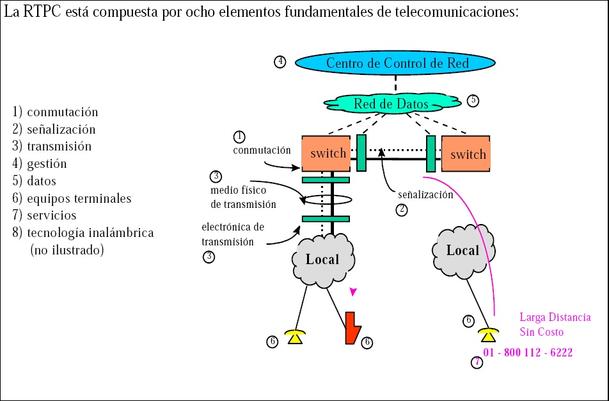 La RTPC está compuesta por ocho elementos fundamentales de telecomunicaciones:
4 Centro de Control de Red
Red de Datos 5
1) conmutación
2) señalización
3) transmisión
4) gestión
5) datos
6) equipos terminales
7) servicios
8) tecnología inalámbrica
(no ilustrado)
1
conmutación
switch
switch
3
medio físico
de transmisión
señalización
2
electrónica de
transmisión
3
Local
Local
6
6
6
Larga Distancia
Sin Costo
7 01 - 800 112 - 6222